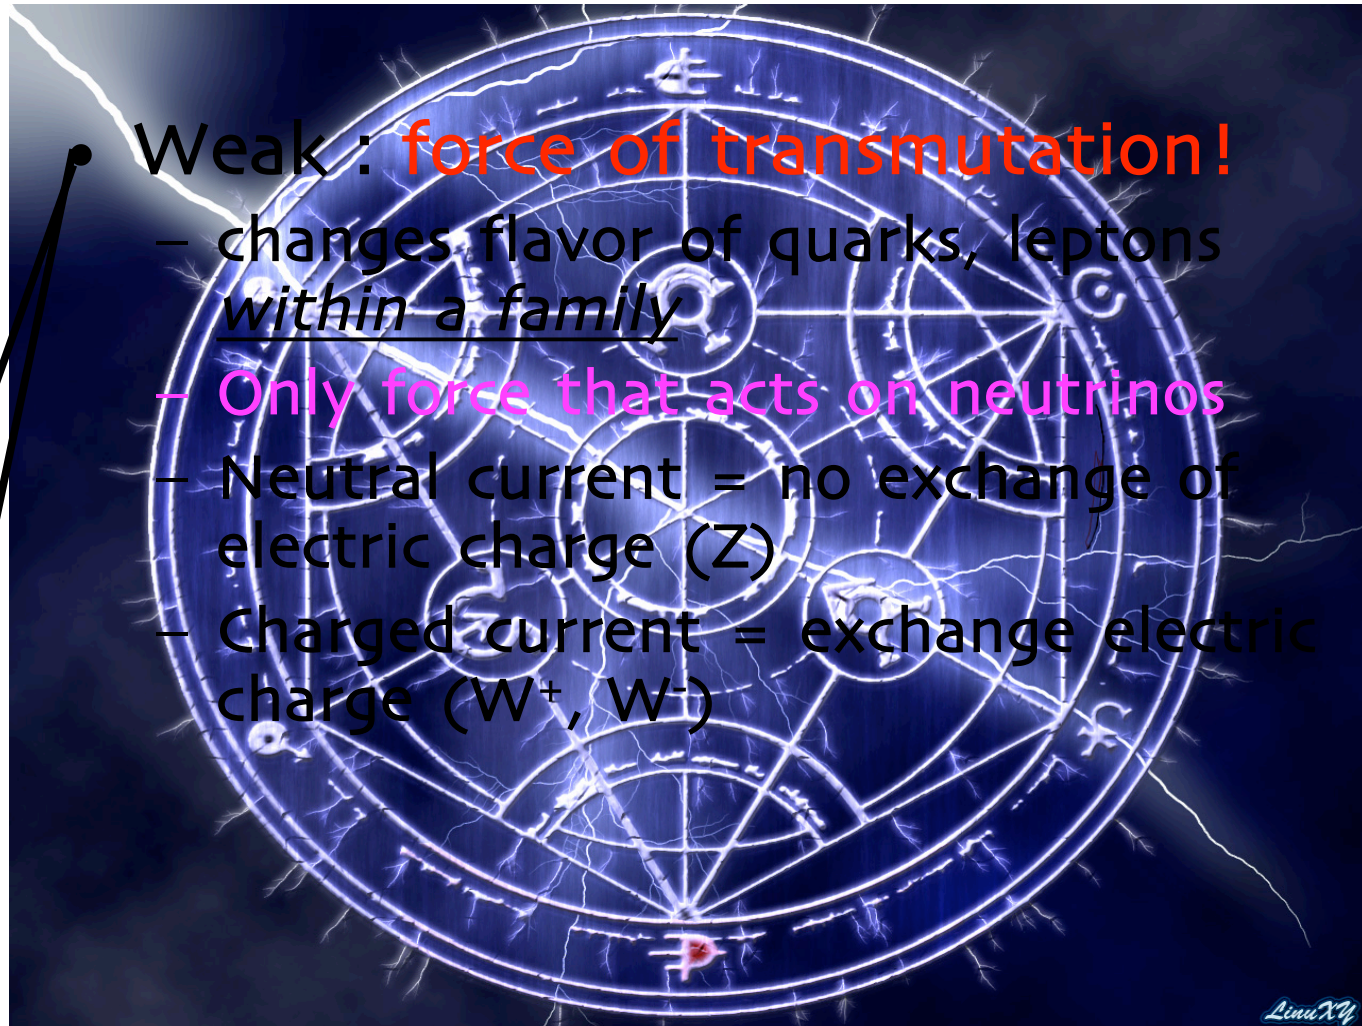 • Weak : force of transmutation!
– changes flavor of quarks, leptons
within a family
– Only force that acts on neutrinos
– Neutral current = no exchange of
electric charge (Z)
– Charged current = exchange electric
charge (W⁺, W⁻)
LinuXY